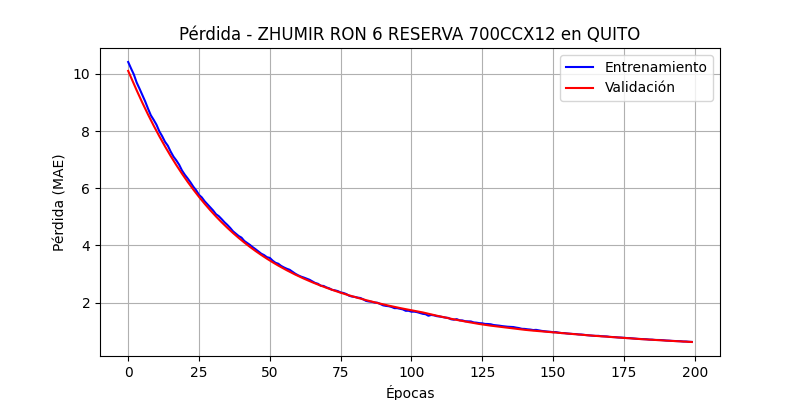 Pérdida - ZHUMIR RON 6 RESERVA 700CCX12 en QUITO
Entrenamiento
Validación
Pérdida (MAE)
10
8
6
4
2
0 25 50 75 100 125 150 175 200
Épocas